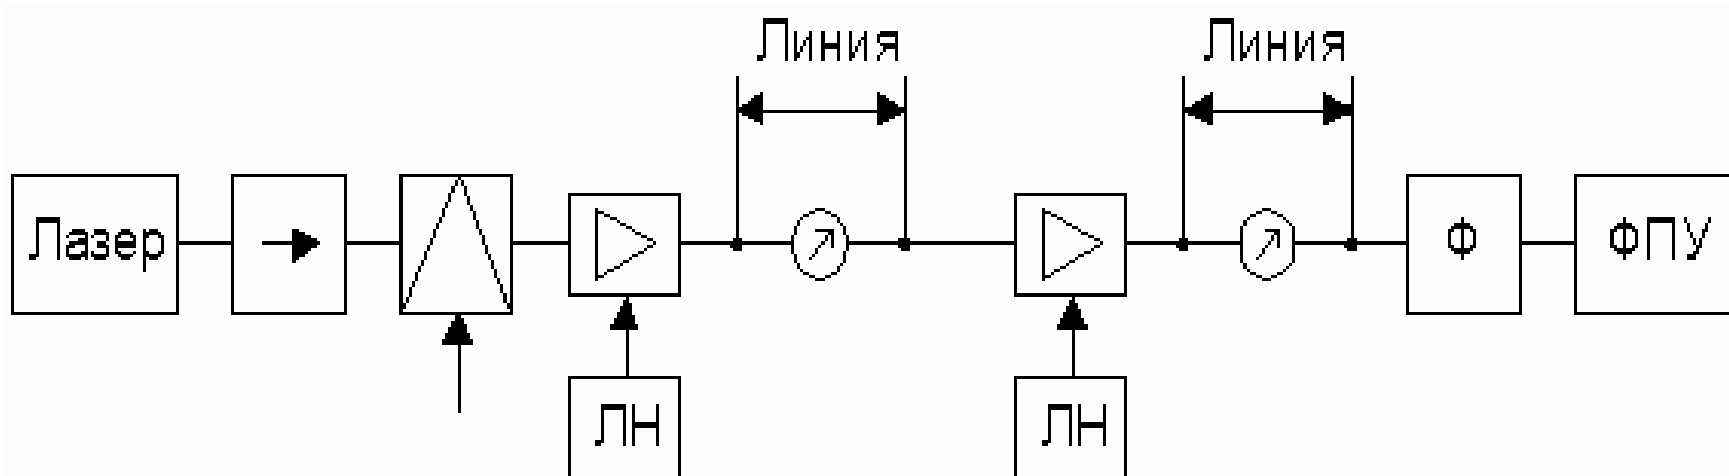 Линия
Линия
Лазер
Ф
ФПУ
ЛН
ЛН